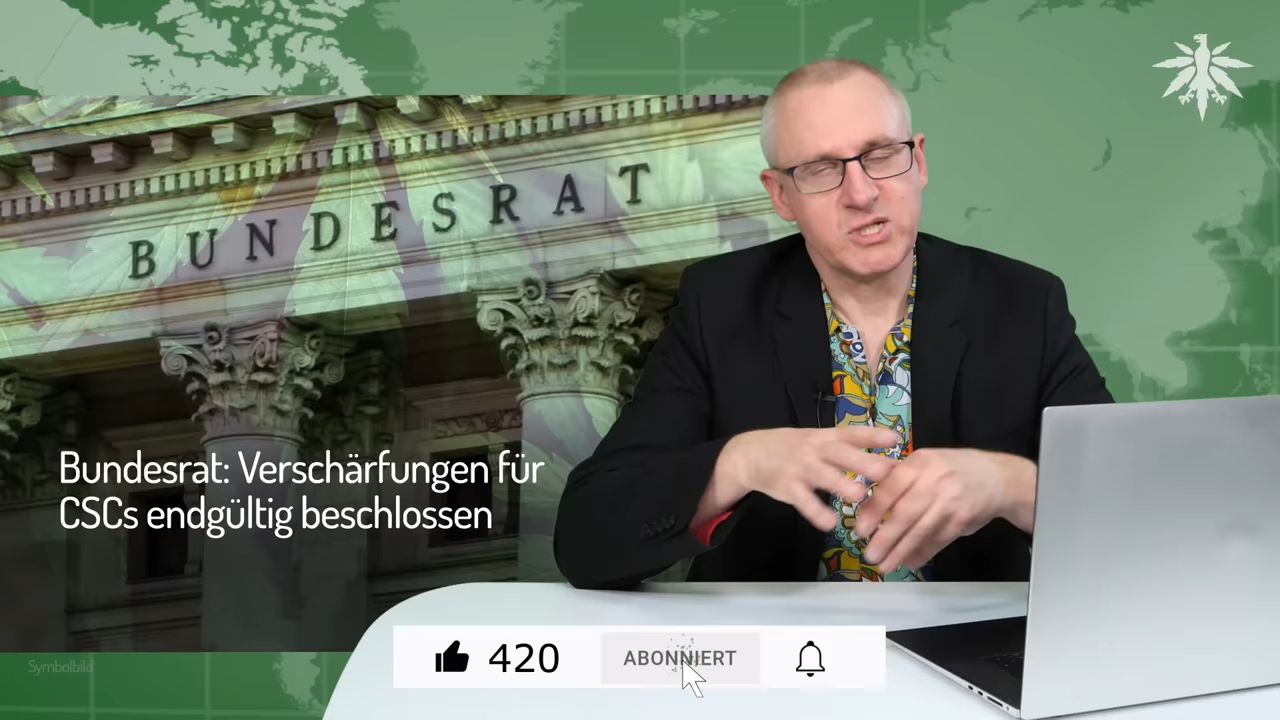 BUNDESRAT
Bundesrat: Verschärfungen für
CSCs endgültig beschlossen
Symbolbild
420
ABONNIERT